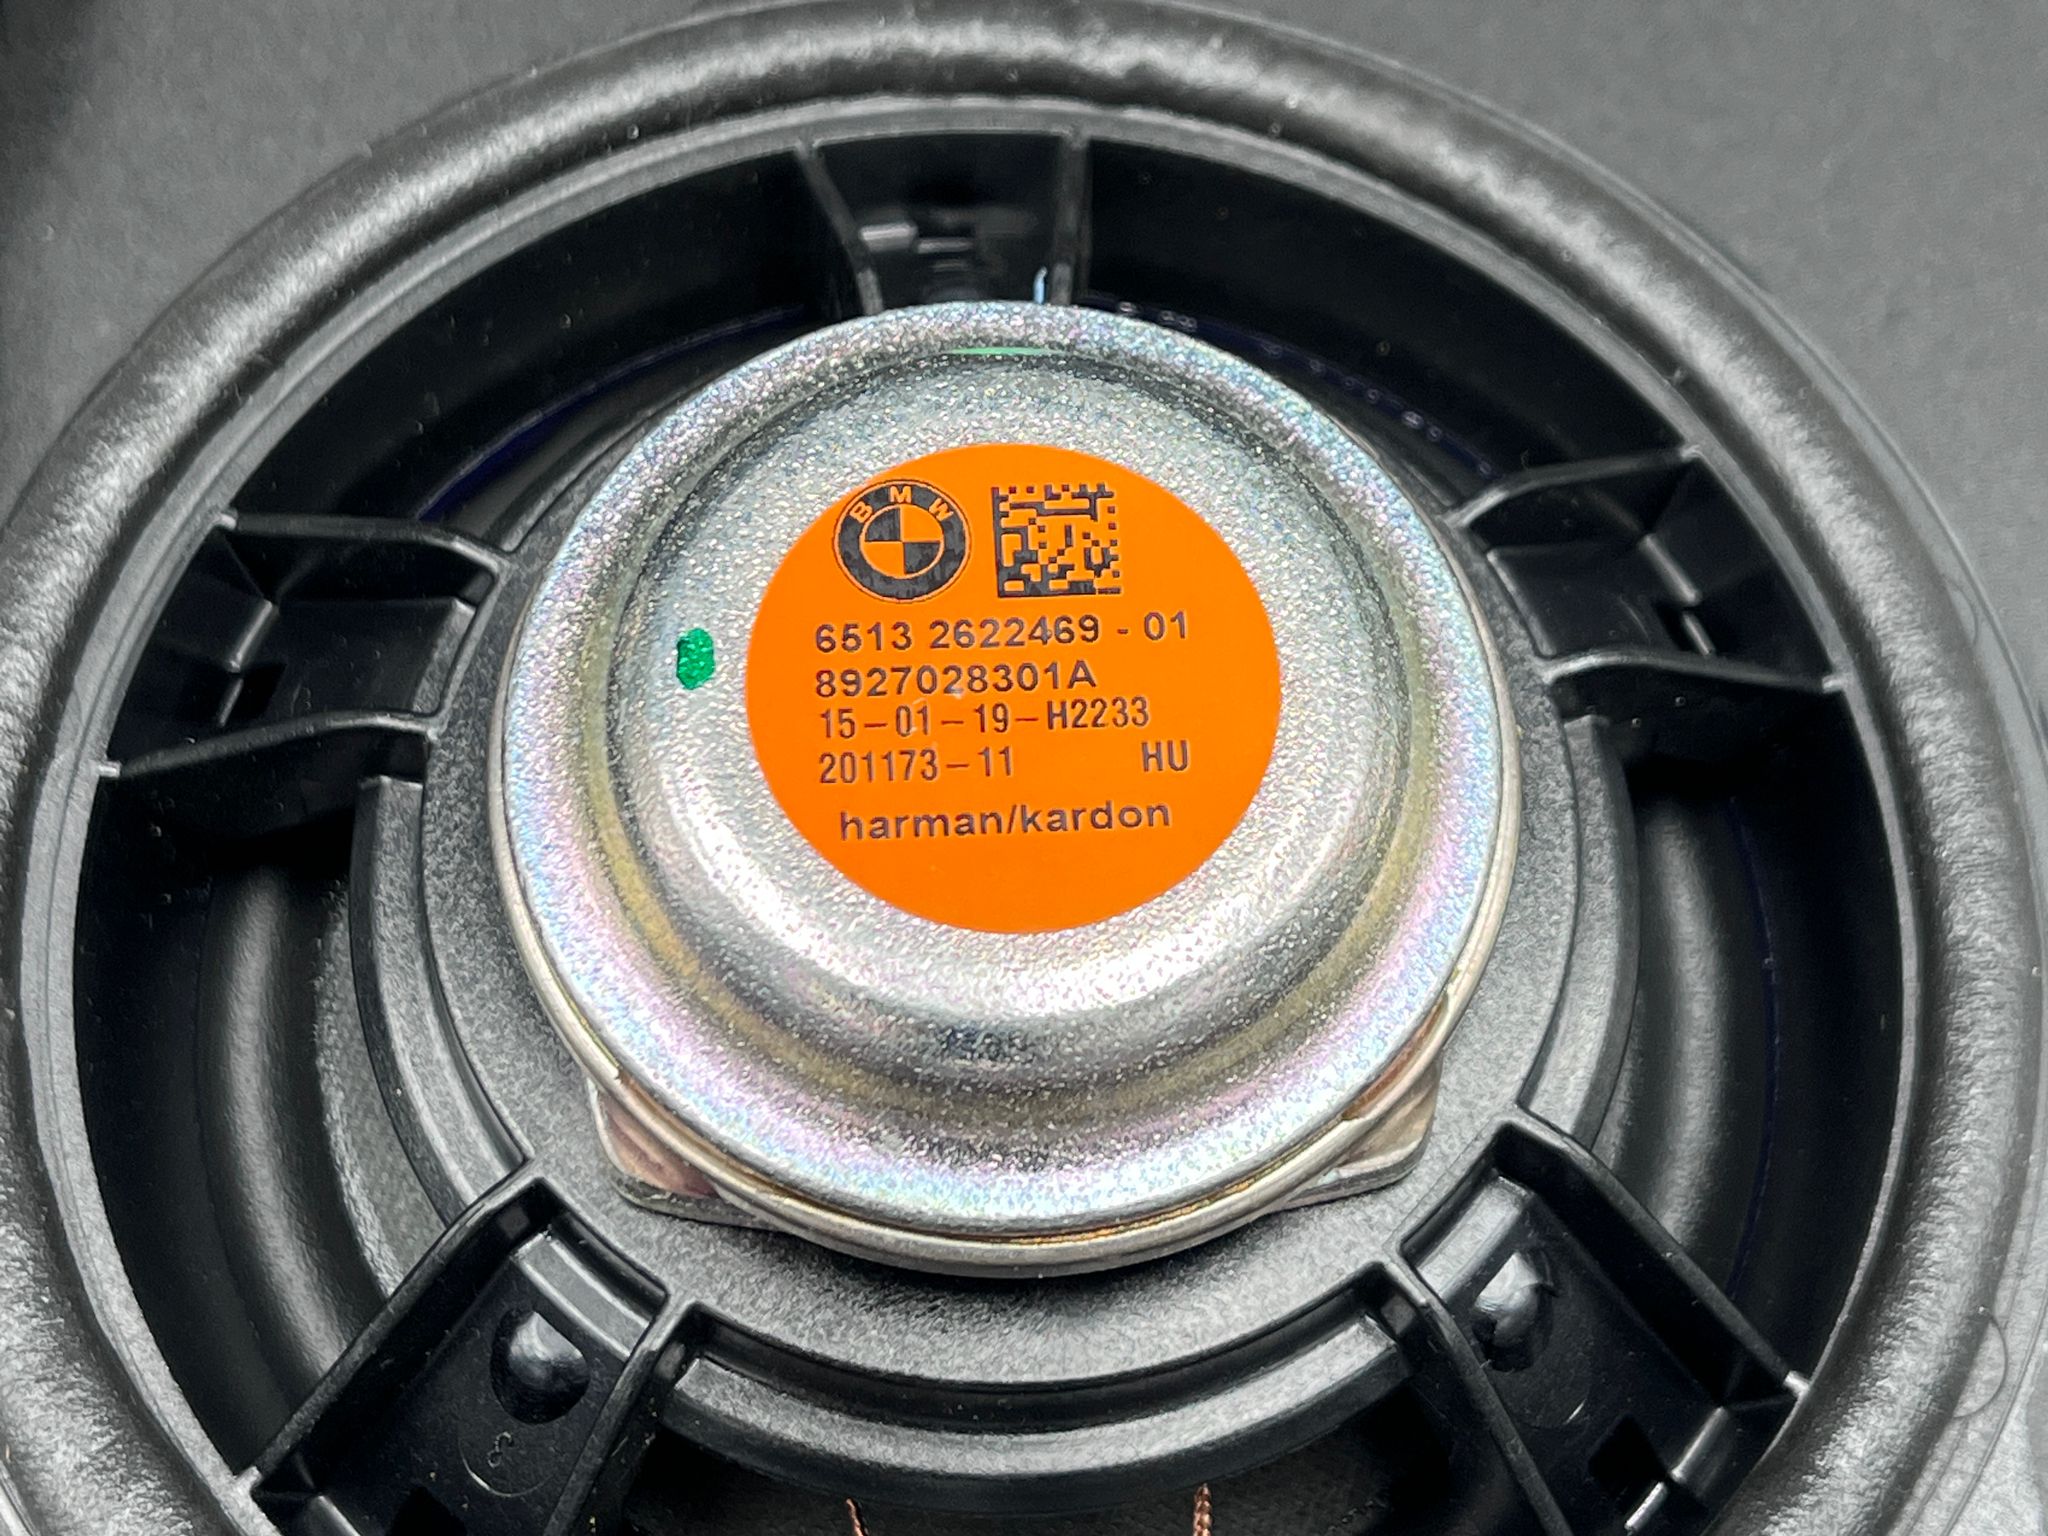 BMW
6513 2622469 - 01
8927028301A
15-01-19-H2233
201173-11 HU
harman/kardon